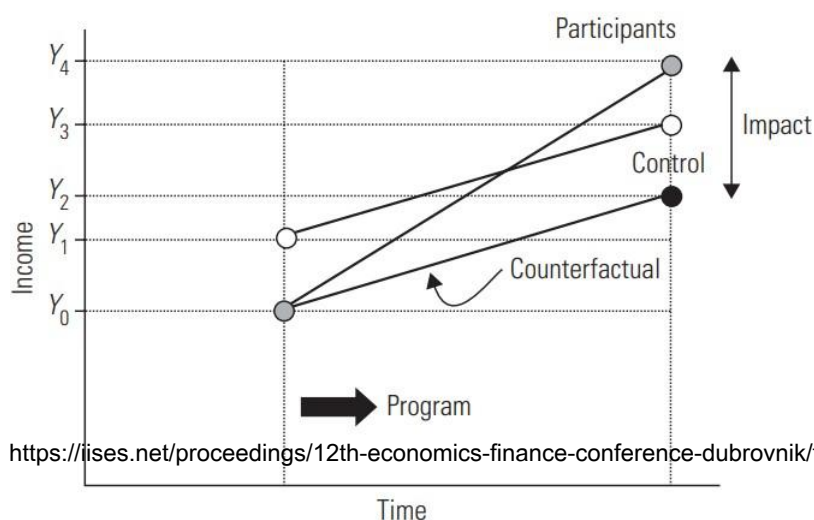 Participants
Y4
Y3
Impact
Control
Y2
Y1
Income
Counterfactual
Y0
Program
https://iises.net/proceedings/12th-economics-finance-conference-dubrovnik/
Time